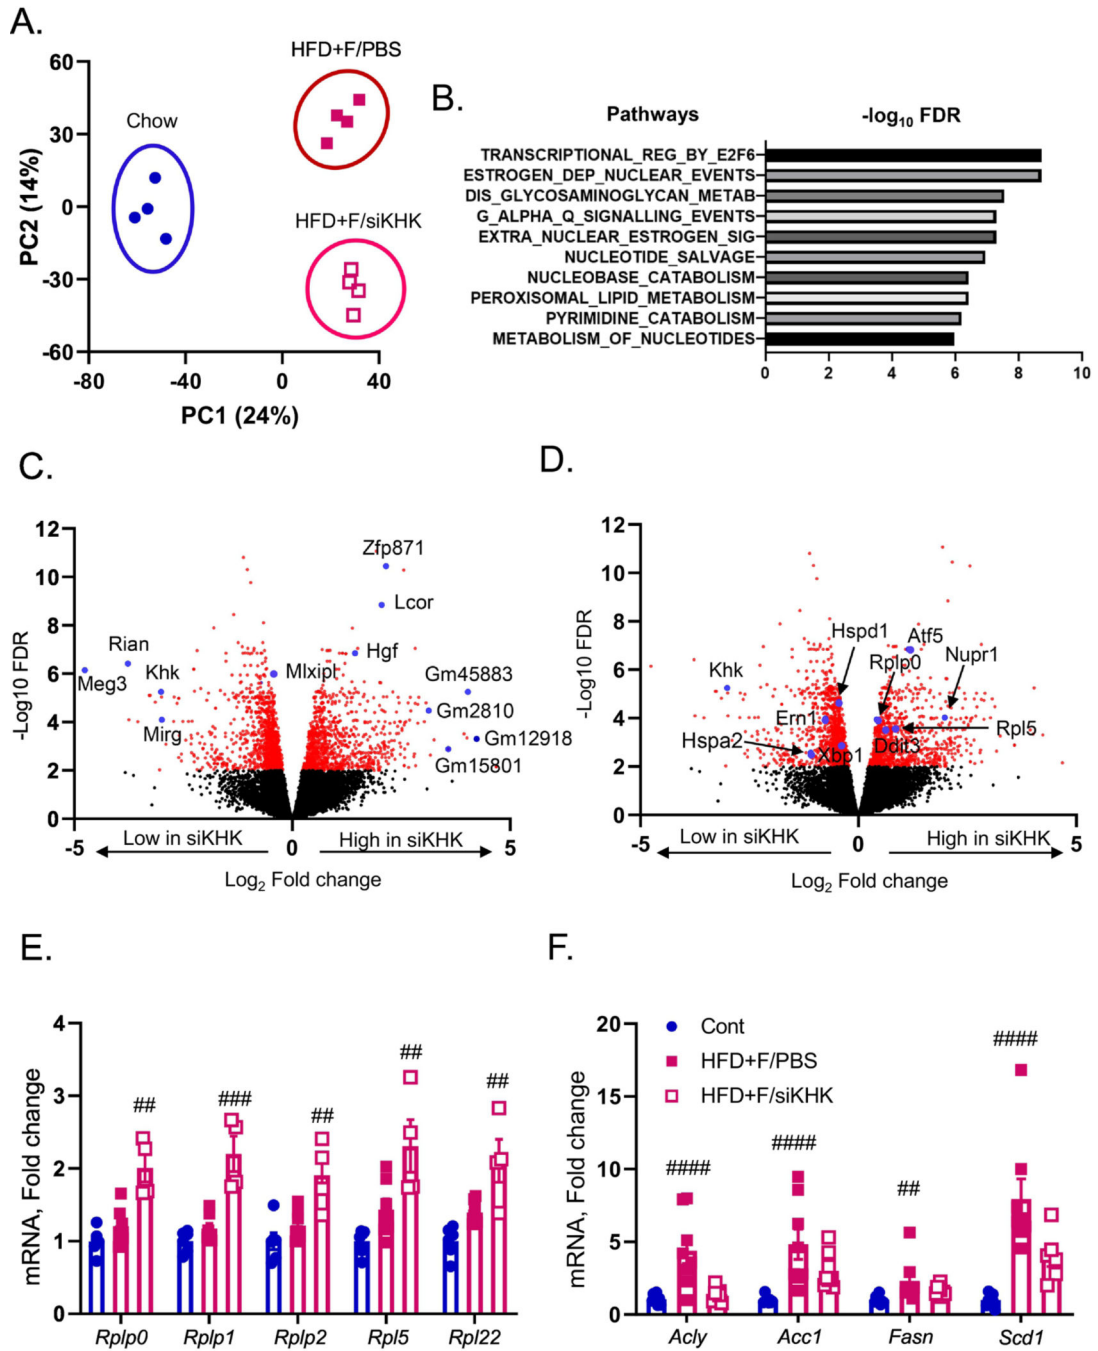 A.
HFD+F/PBS
60
30
0
-30
-60
PC2 (14%)
Chow
HFD+F/siKHK
-80
-40
0
40
PC1 (24%)
B.
Pathways
-log10 FDR
TRANSCRIPTIONAL_REG_BY_E2F6
ESTROGEN_DEP_NUCLEAR_EVENTS
DIS_GLYCOSAMINOGLYCAN_METAB
G_ALPHA_Q_SIGNALLING_EVENTS
EXTRA_NUCLEAR_ESTROGEN_SIG
NUCLEOTIDE_SALVAGE
NUCLEOBASE_CATABOLISM
PEROXISOMAL_LIPID_METABOLISM
PYRIMIDINE_CATABOLISM
METABOLISM_OF_NUCLEOTIDES
0
2
4
6
8
10
C.
12
10
8
6
4
2
0
-Log10 FDR
Zfp871
Lcor
Hgf
Rian
Khk
Meg3
Mlxipl
Gm45883
Gm2810
Mirg
Gm12918
Gm15801
-5
Low in siKHK
0
High in siKHK
5
Log2 Fold change
D.
12
10
8
6
4
2
0
-Log10 FDR
Hspd1
Atf5
Rplp0
Nupr1
Khk
Ern1
Hspa2
Xbp1
Ddit3
Rpl5
-5
Low in siKHK
0
High in siKHK
5
Log2 Fold change
E.
4
3
2
1
0
mRNA, Fold change
##
###
##
##
##
Rplp0
Rplp1
Rplp2
Rpl5
Rpl22
F.
20
15
10
5
0
mRNA, Fold change
Cont
HFD+F/PBS
HFD+F/siKHK
####
####
##
####
Acly
Acc1
Fasn
Scd1